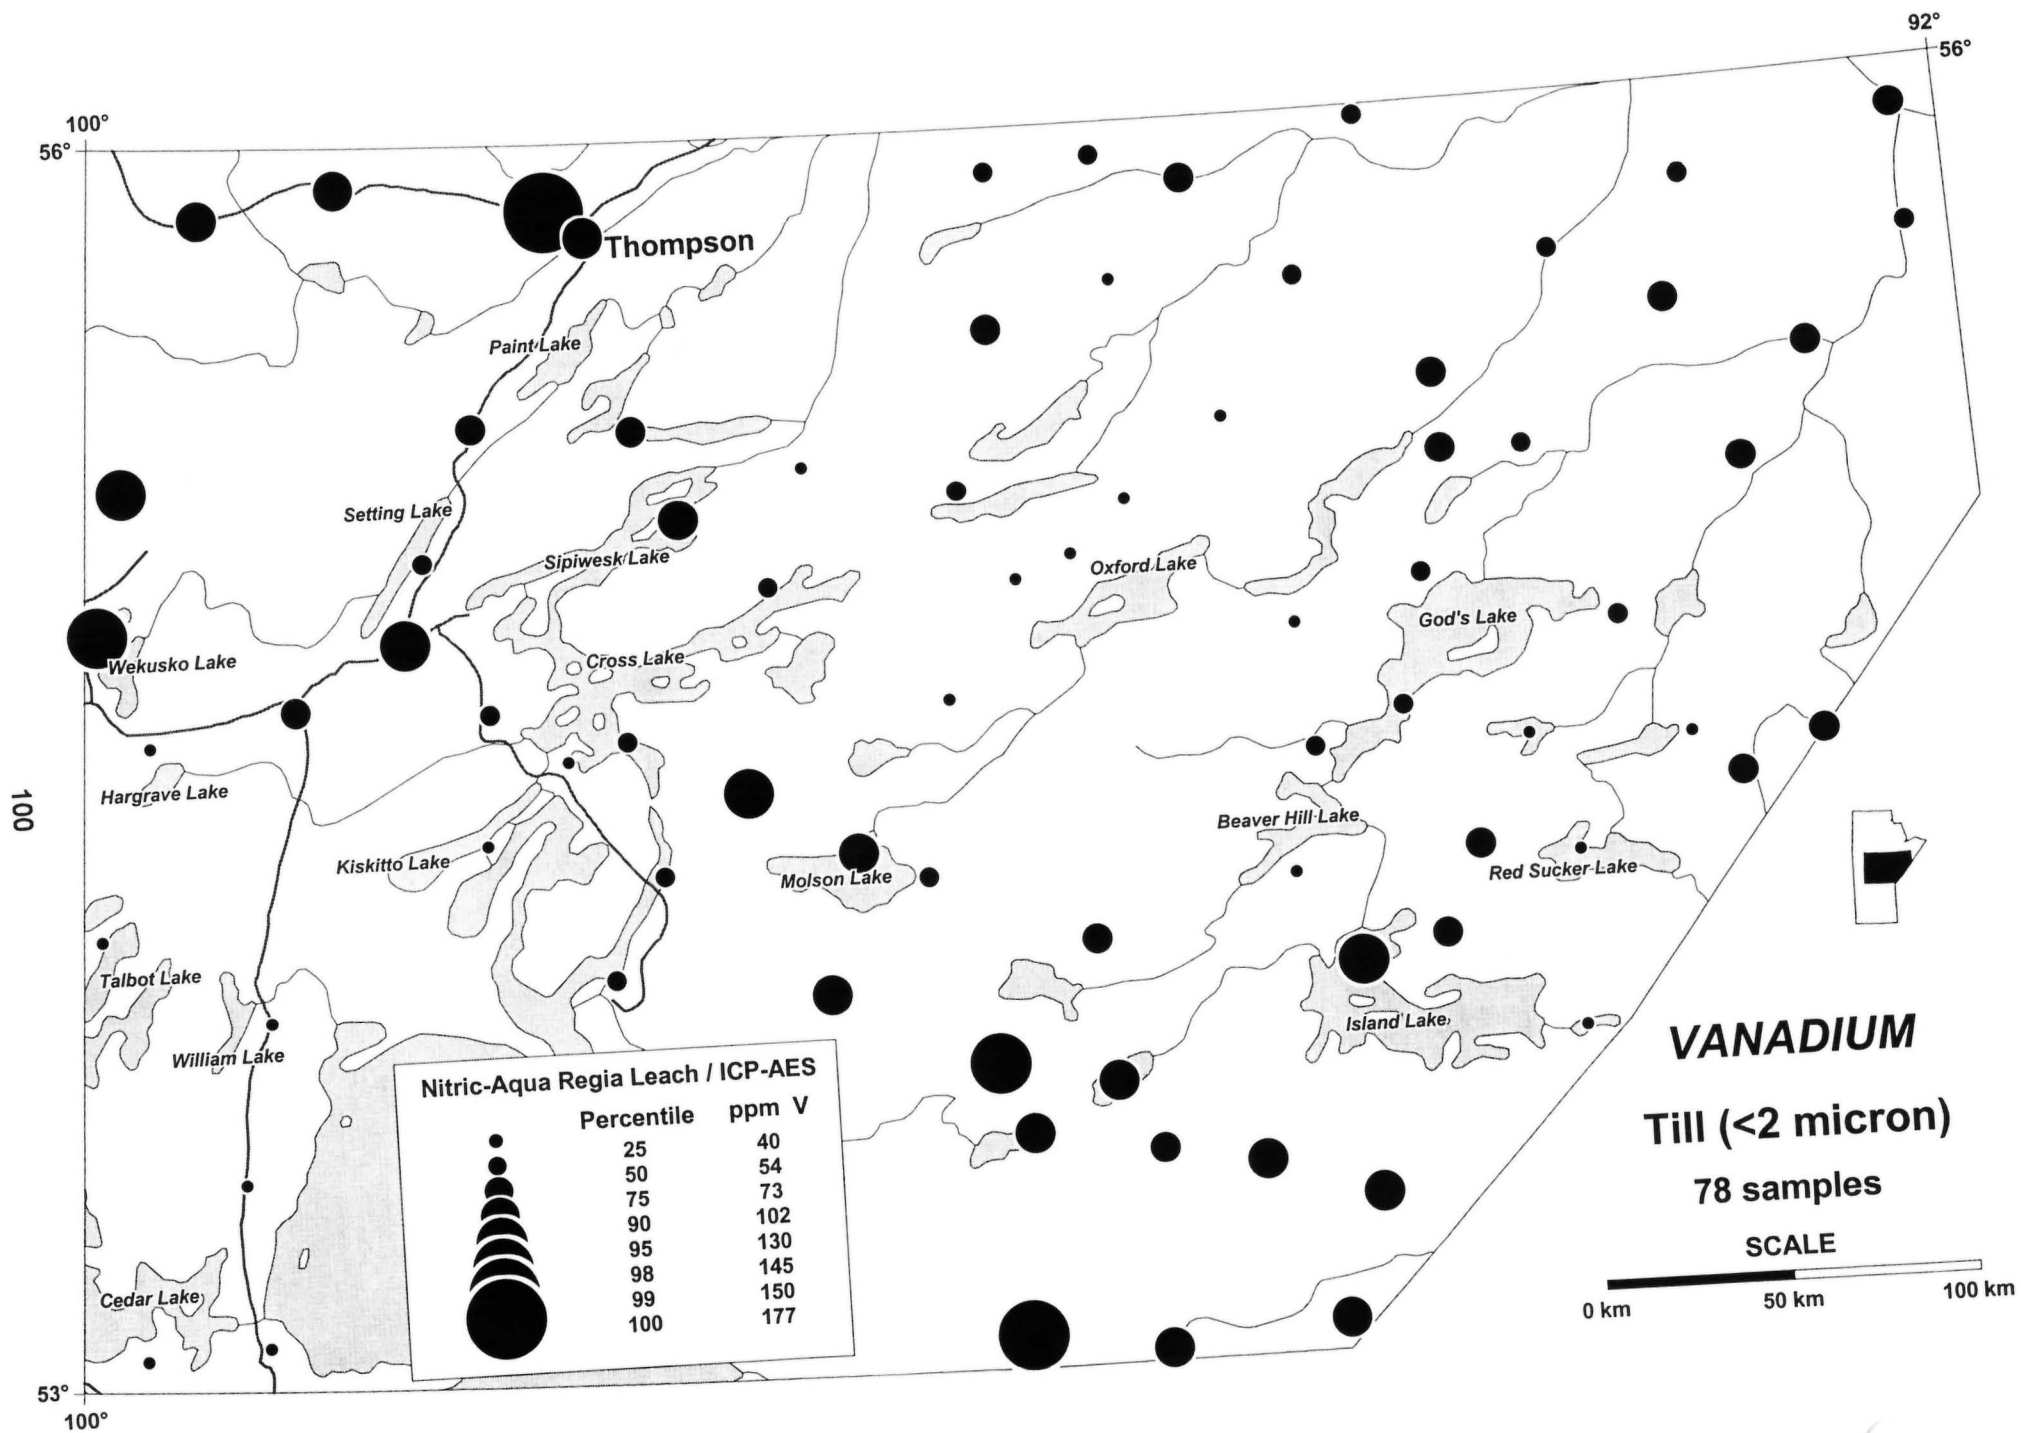 92°
56°
100°
56°
Thompson
Paint Lake
Setting Lake
Sipiwesk Lake
Oxford Lake
God's Lake
Cross Lake
Wekusko Lake
Hargrave Lake
100
Beaver Hill Lake
Kiskitto Lake
Molson Lake
Red Sucker Lake
Talbot Lake
Island Lake
William Lake
VANADIUM
Till (<2 micron)
78 samples
SCALE
0 km 50 km 100 km
Nitric-Aqua Regia Leach / ICP-AES
Percentile ppm V
25 40
50 54
75 73
90 102
95 130
98 145
99 150
100 177
Cedar Lake
53°
100°